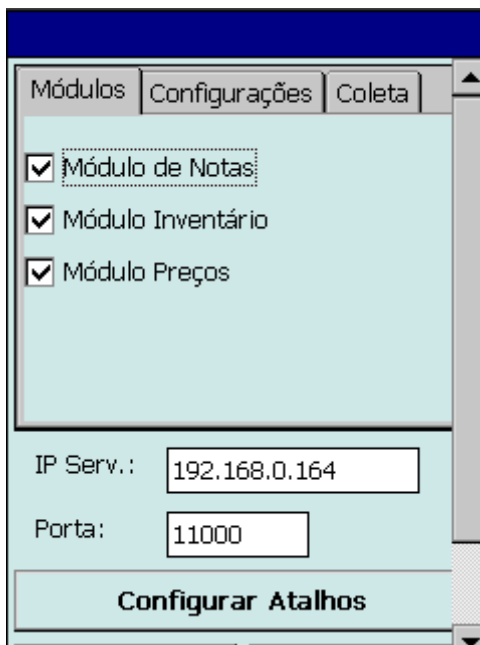 Módulos Configurações Coleta
Módulo de Notas
Módulo Inventário
Módulo Preços
IP Serv.: 192.168.0.164
Porta: 11000
Configurar Atalhos